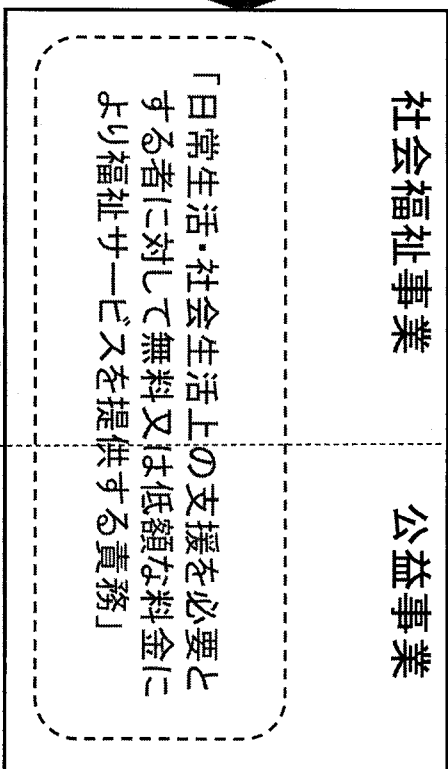 社会福祉事業
公益事業
「日常生活・社会生活上の支援を必要と
する者に対して無料又は低額な料金に
より福祉サービスを提供する責務」